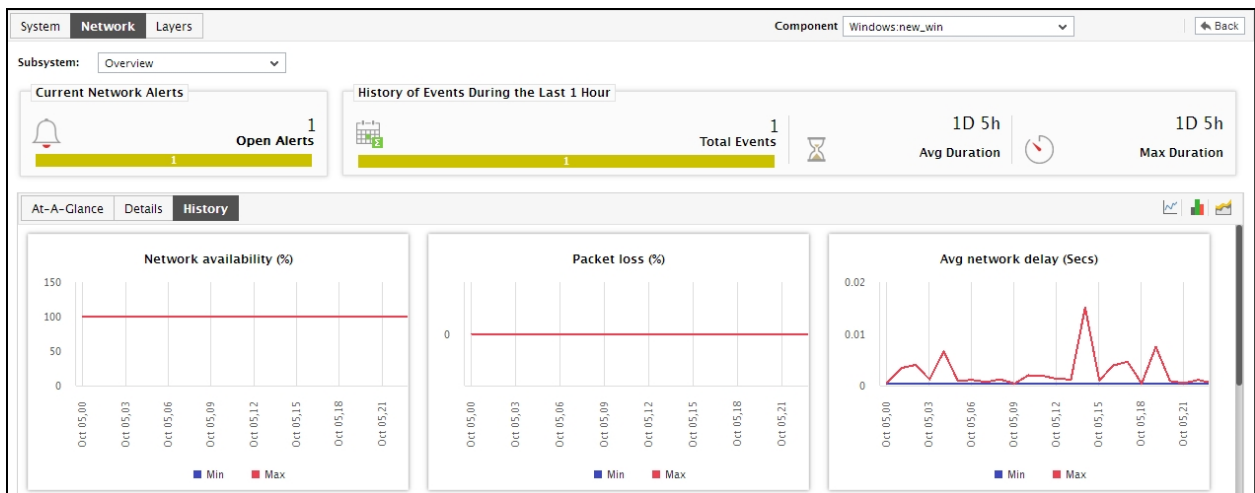 System Network Layers Component Windows:new_win Back
Subsystem: Overview
Current Network Alerts
1
Open Alerts
1
History of Events During the Last 1 Hour
1
Total Events
1
1D 5h
Avg Duration
1D 5h
Max Duration
At-A-Glance Details History
Network availability (%)
150
100
50
0
Oct 05,00 Oct 05,03 Oct 05,06 Oct 05,09 Oct 05,12 Oct 05,15 Oct 05,18 Oct 05,21
Min Max
Packet loss (%)
0
Oct 05,00 Oct 05,03 Oct 05,06 Oct 05,09 Oct 05,12 Oct 05,15 Oct 05,18 Oct 05,21
Min Max
Avg network delay (Secs)
0.02
0.01
0
Oct 05,00 Oct 05,03 Oct 05,06 Oct 05,09 Oct 05,12 Oct 05,15 Oct 05,18 Oct 05,21
Min Max